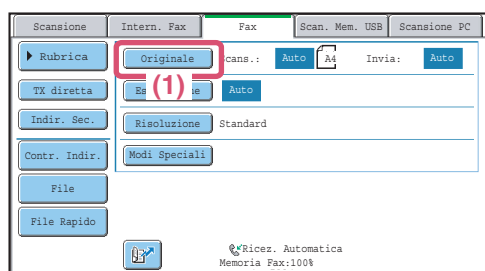 Scansione Intern. Fax Fax Scan. Mem. USB Scansione PC
Rubrica Originale Scans.: Auto A4 Invia: Auto
(1)
TX diretta Auto
Indir. Sec. Risoluzione Standard
Contr. Indir. Modi Speciali
File
File Rapido
Ricez. Automatica
Memoria Fax:100%